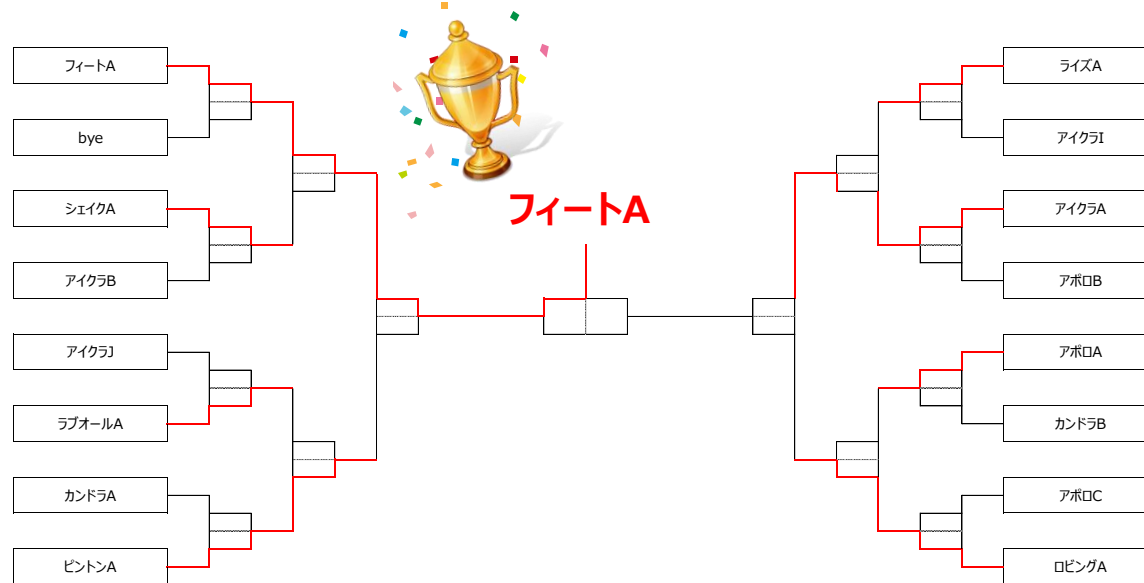 フィートA
bye
シェイクA
アイクラB
アイクラJ
ラブオールA
カンドラA
ピントンA
フィートA
ライズA
アイクラI
アイクラA
アポロB
アポロA
カンドラB
アポロC
ロビングA